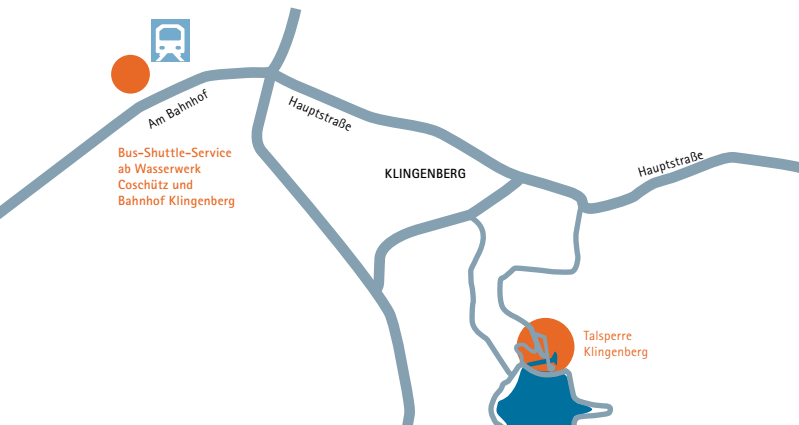 Am Bahnhof
Hauptstraße
Bus-Shuttle-Service
ab Wasserwerk
Coschütz und
Bahnhof Klingenberg
KLINGENBERG
Hauptstraße
Talsperre
Klingenberg